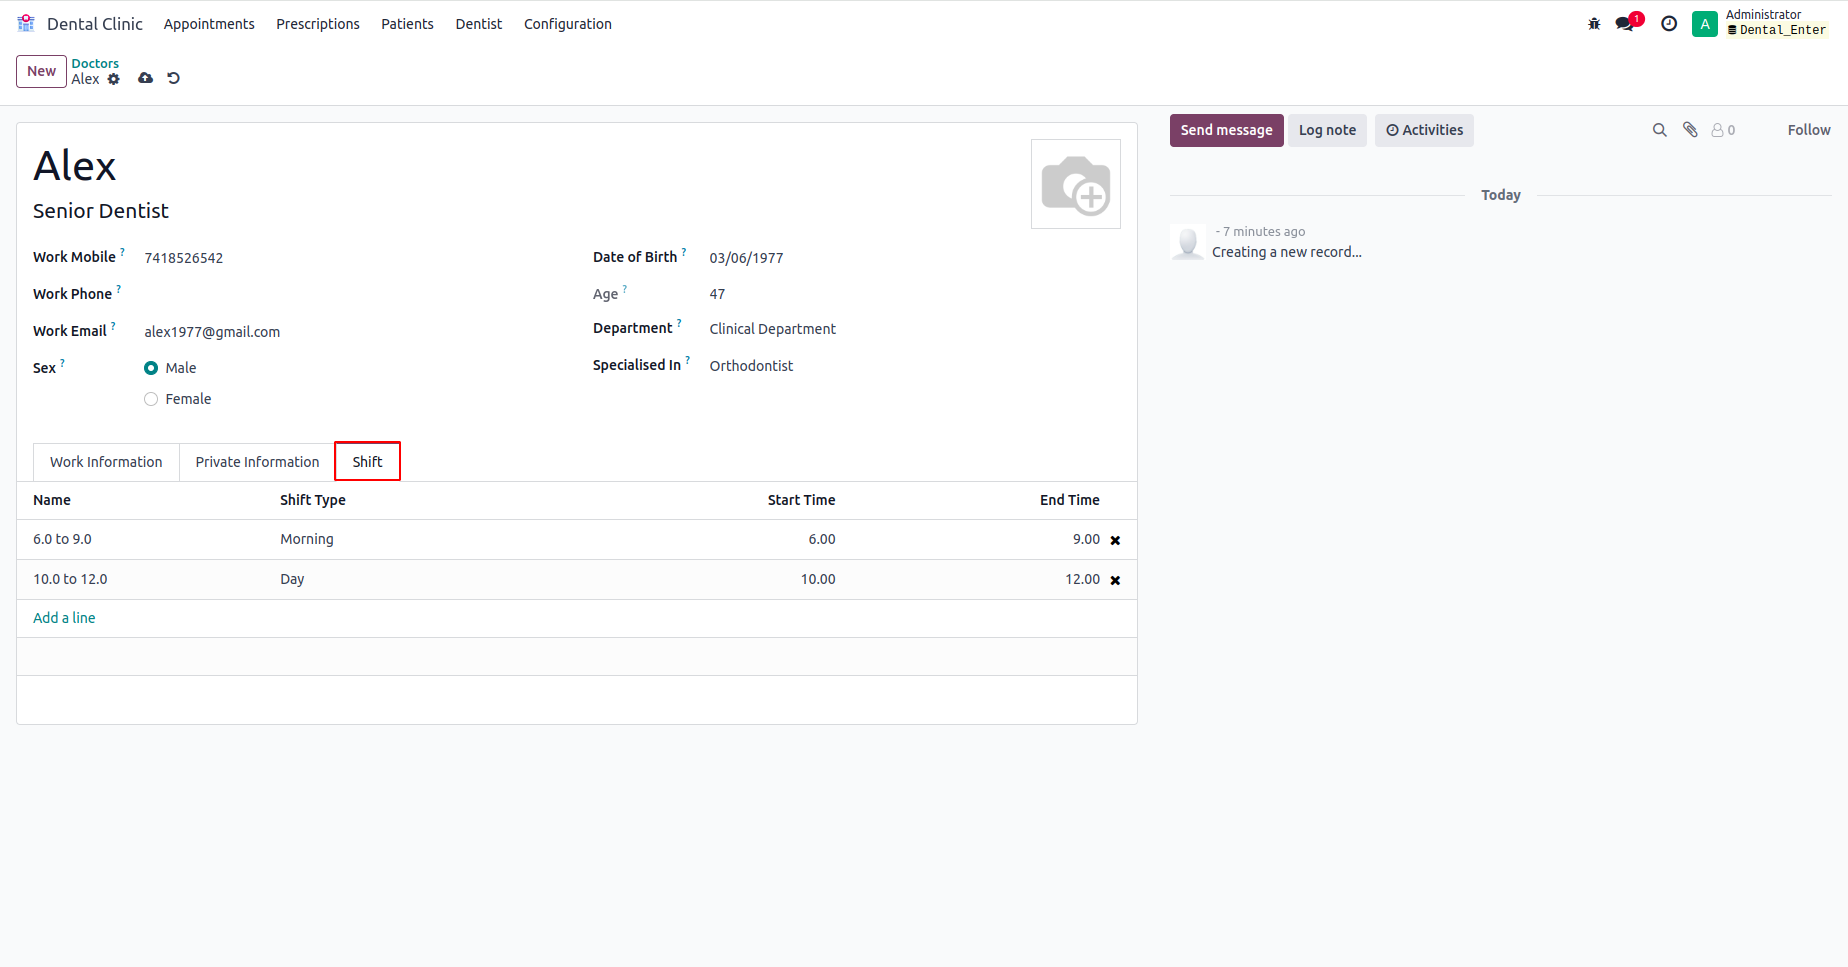 Dental Clinic Appointments Prescriptions Patients Dentist Configuration
1
A
Administrator
Dental_Enter
New
Doctors
Alex
Send message Log note Activities 0 Follow
Alex
Senior Dentist
Work Mobile ? 7418526542
Work Phone ?
Work Email ? alex1977@gmail.com
Sex ? Male
Female
Date of Birth ? 03/06/1977
Age ? 47
Department ? Clinical Department
Specialised In ? Orthodontist
Work Information Private Information Shift
Name Shift Type Start Time End Time
6.0 to 9.0 Morning 6.00 9.00
10.0 to 12.0 Day 10.00 12.00
Add a line
Today
- 7 minutes ago
Creating a new record...